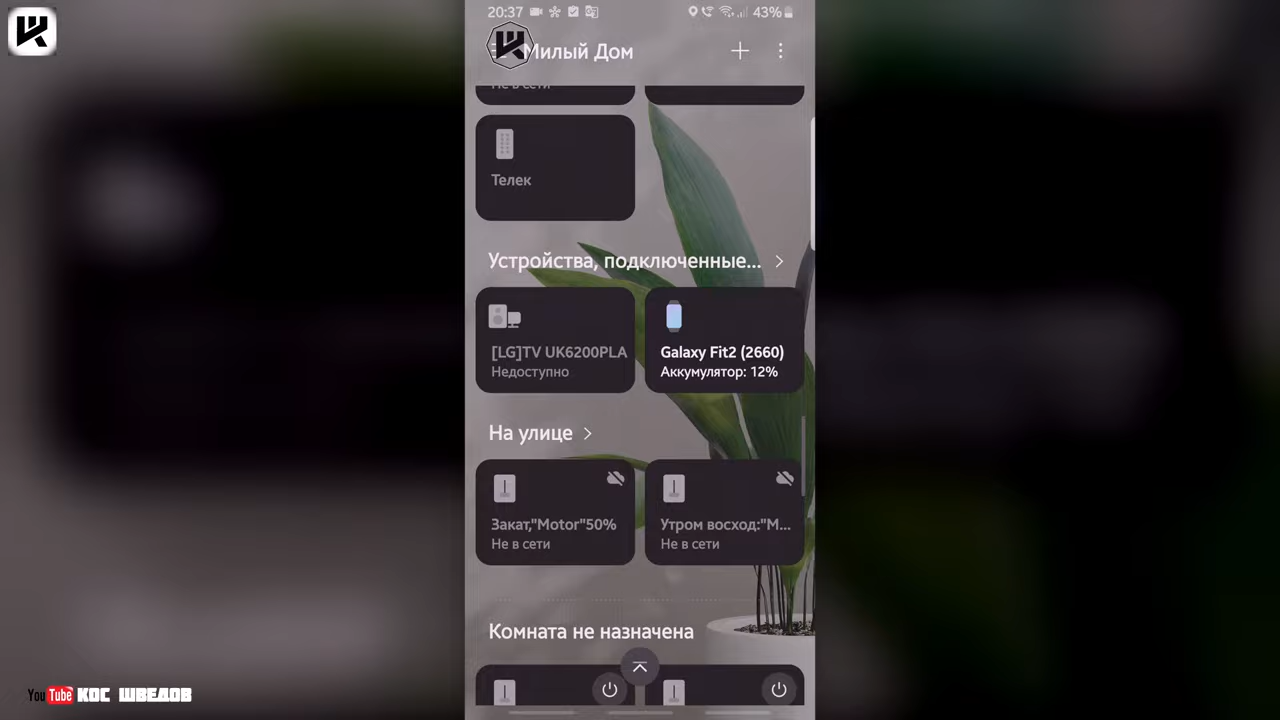 20:37
43%
Милый Дом
Не в сети
Телек
Устройства, подключенные...
[LG]TV UK6200PLA
Недоступно
Galaxy Fit2 (2660)
Аккумулятор: 12%
На улице
Закат,"Motor"50%
Не в сети
Утром восход:"М...
Не в сети
Комната не назначена
YouTube КОС ШВЕДОВ